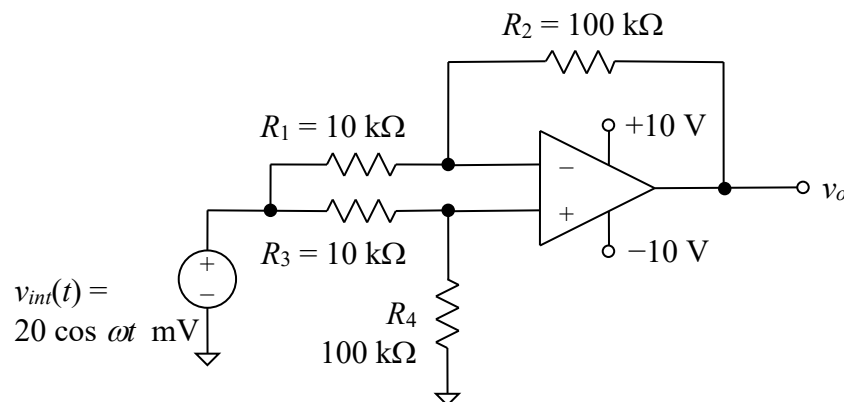 R2 = 100 kΩ
R1 = 10 kΩ
+10 V
−
vo
+
R3 = 10 kΩ
−10 V
+
−
vint(t) =
20 cos ωt mV
R4
100 kΩ